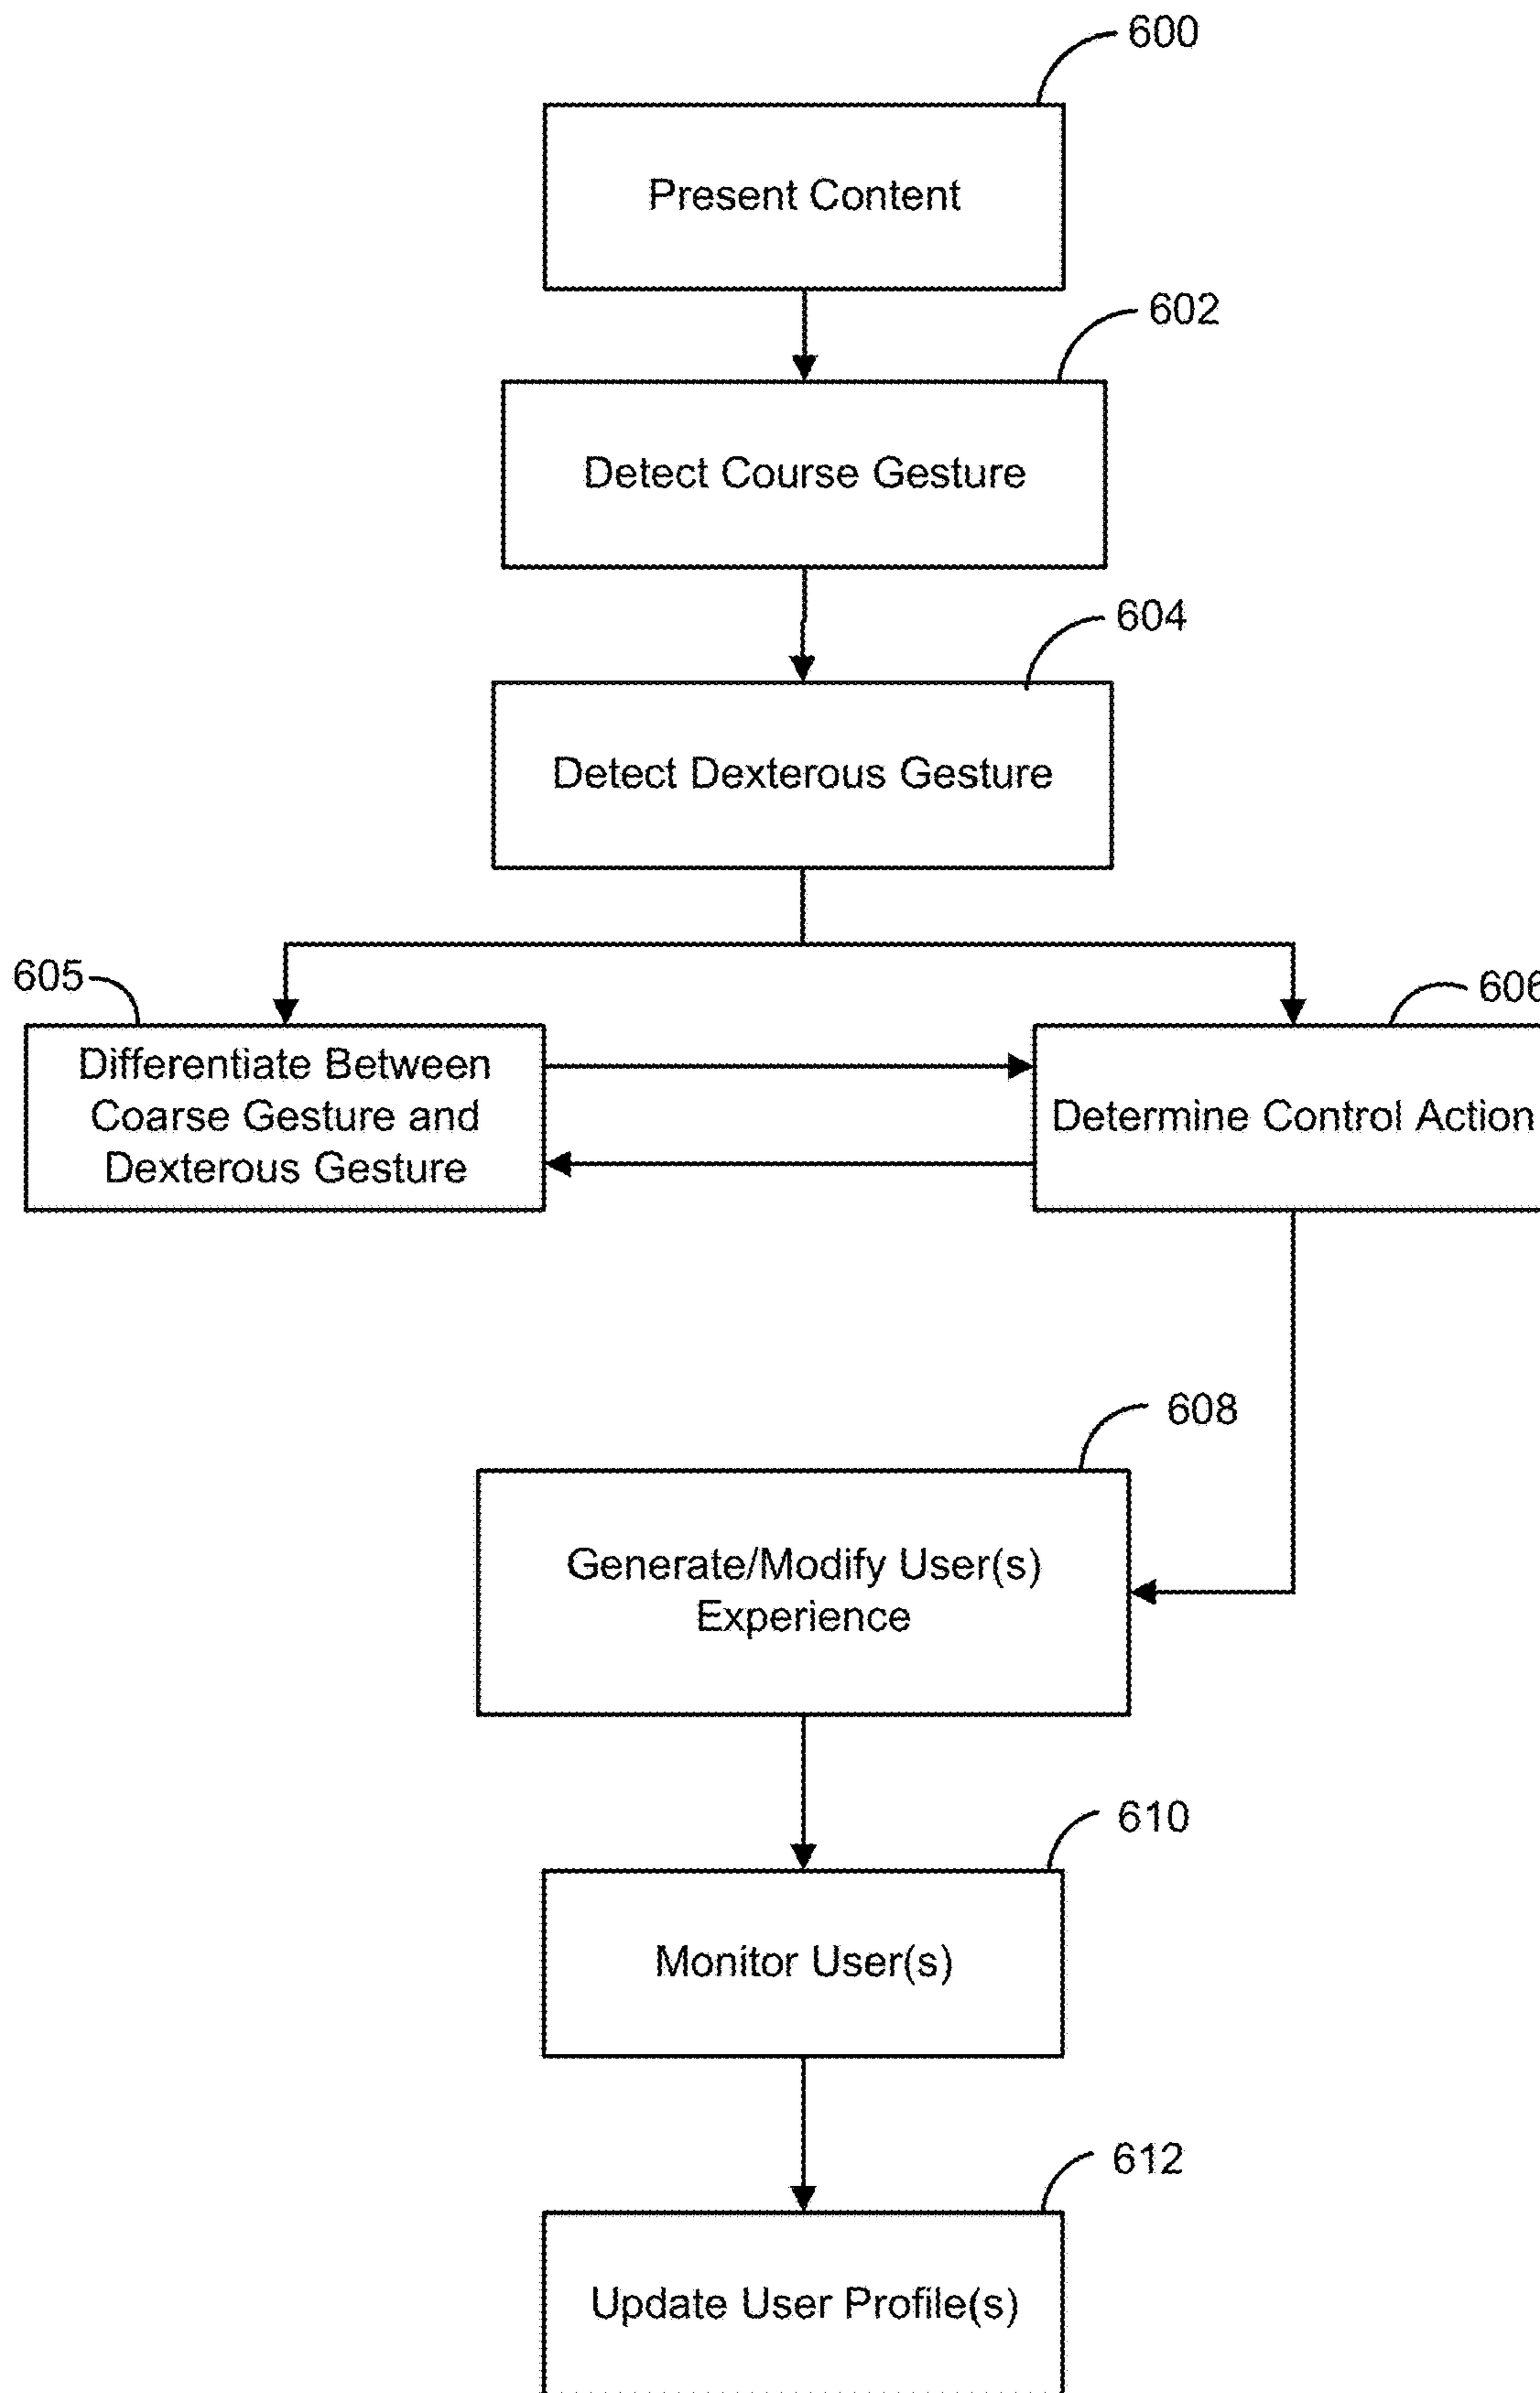 600
Present Content
602
Detect Course Gesture
604
Detect Dexterous Gesture
605
606
Differentiate Between
Coarse Gesture and
Dexterous Gesture
Determine Control Action
608
Generate/Modify User(s)
Experience
610
Monitor User(s)
612
Update User Profile(s)